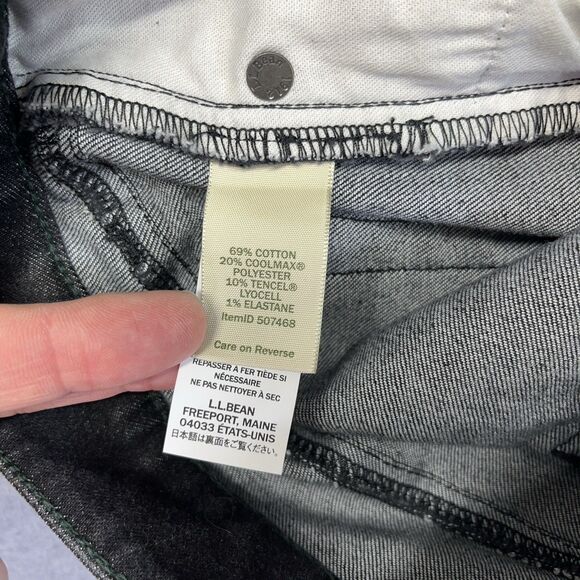 L.L.Bean
69% COTTON
20% COOLMAX®
POLYESTER
10% TENCEL®
LYOCELL
1% ELASTANE
ItemID 507468
Care on Reverse
REPASSER À FER TIÈDE SI
NÉCESSAIRE
NE PAS NETTOYER À SEC
L.L.BEAN
FREEPORT, MAINE
04033 ÉTATS-UNIS
日本語は裏面をご覧ください。